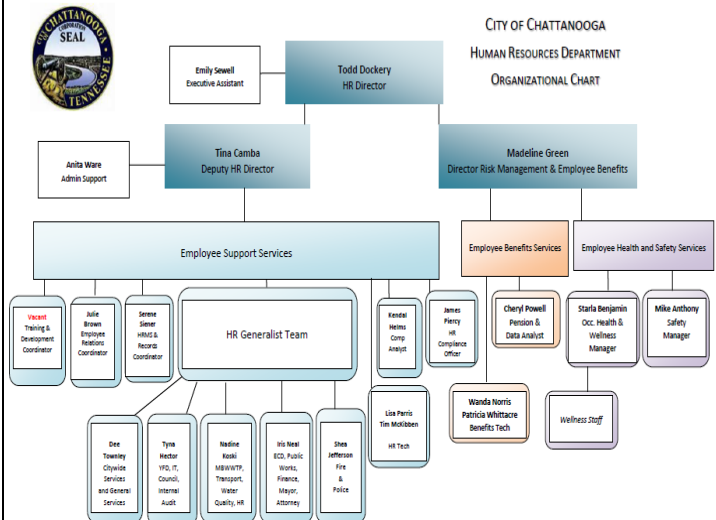 CITY OF CHATTANOOGA
CORPORATION
SEAL
TENNESSEE
CITY OF CHATTANOOGA
HUMAN RESOURCES DEPARTMENT
ORGANIZATIONAL CHART
Emily Sewell
Executive Assistant
Todd Dockery
HR Director
Anita Ware
Admin Support
Tina Camba
Deputy HR Director
Madeline Green
Director Risk Management & Employee Benefits
Employee Support Services
Employee Benefits Services
Employee Health and Safety Services
Vacant
Training &
Development
Coordinator
Julie
Brown
Employee
Relations
Coordinator
Serene
Siener
HRMS &
Records
Coordinator
HR Generalist Team
Kendal
Helms
Comp
Analyst
James
Piercy
HR
Compliance
Officer
Cheryl Powell
Pension &
Data Analyst
Starla Benjamin
Occ. Health &
Wellness
Manager
Mike Anthony
Safety
Manager
Dee
Townley
Citywide
Services
and General
Services
Tyna
Hector
YFD, IT,
Council,
Internal
Audit
Nadine
Koski
MBWWTP,
Transport,
Water
Quality, HR
Iris Neal
ECD, Public
Works,
Finance,
Mayor,
Attorney
Shea
Jefferson
Fire
&
Police
Lisa Parris
Tim McKibben
HR Tech
Wanda Norris
Patricia Whittacre
Benefits Tech
Wellness Staff